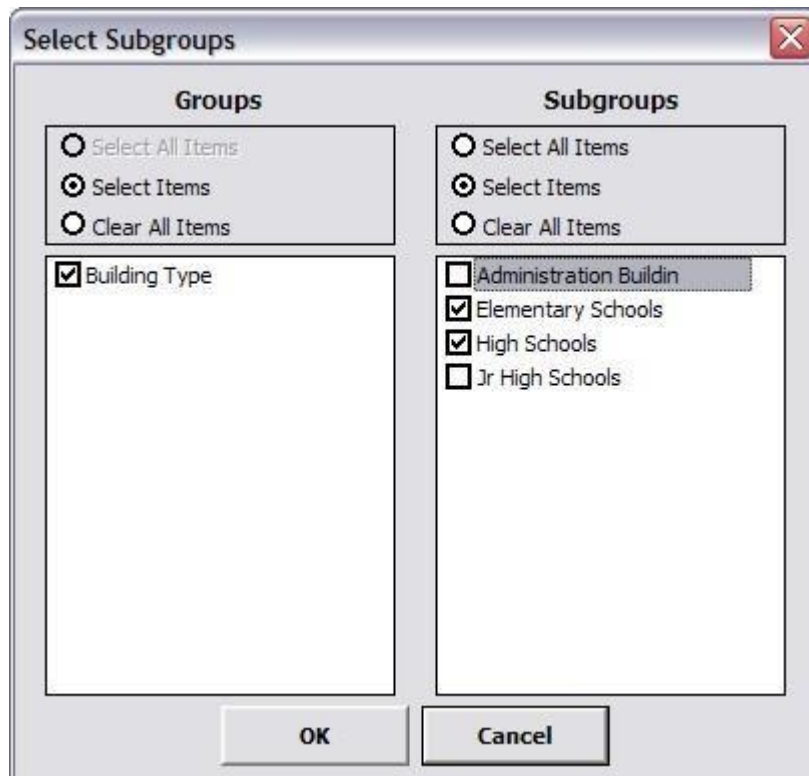 Select Subgroups
Groups
Select All Items
Select Items
Clear All Items
Building Type
Subgroups
Select All Items
Select Items
Clear All Items
Administration Buildin
Elementary Schools
High Schools
Jr High Schools
OK
Cancel